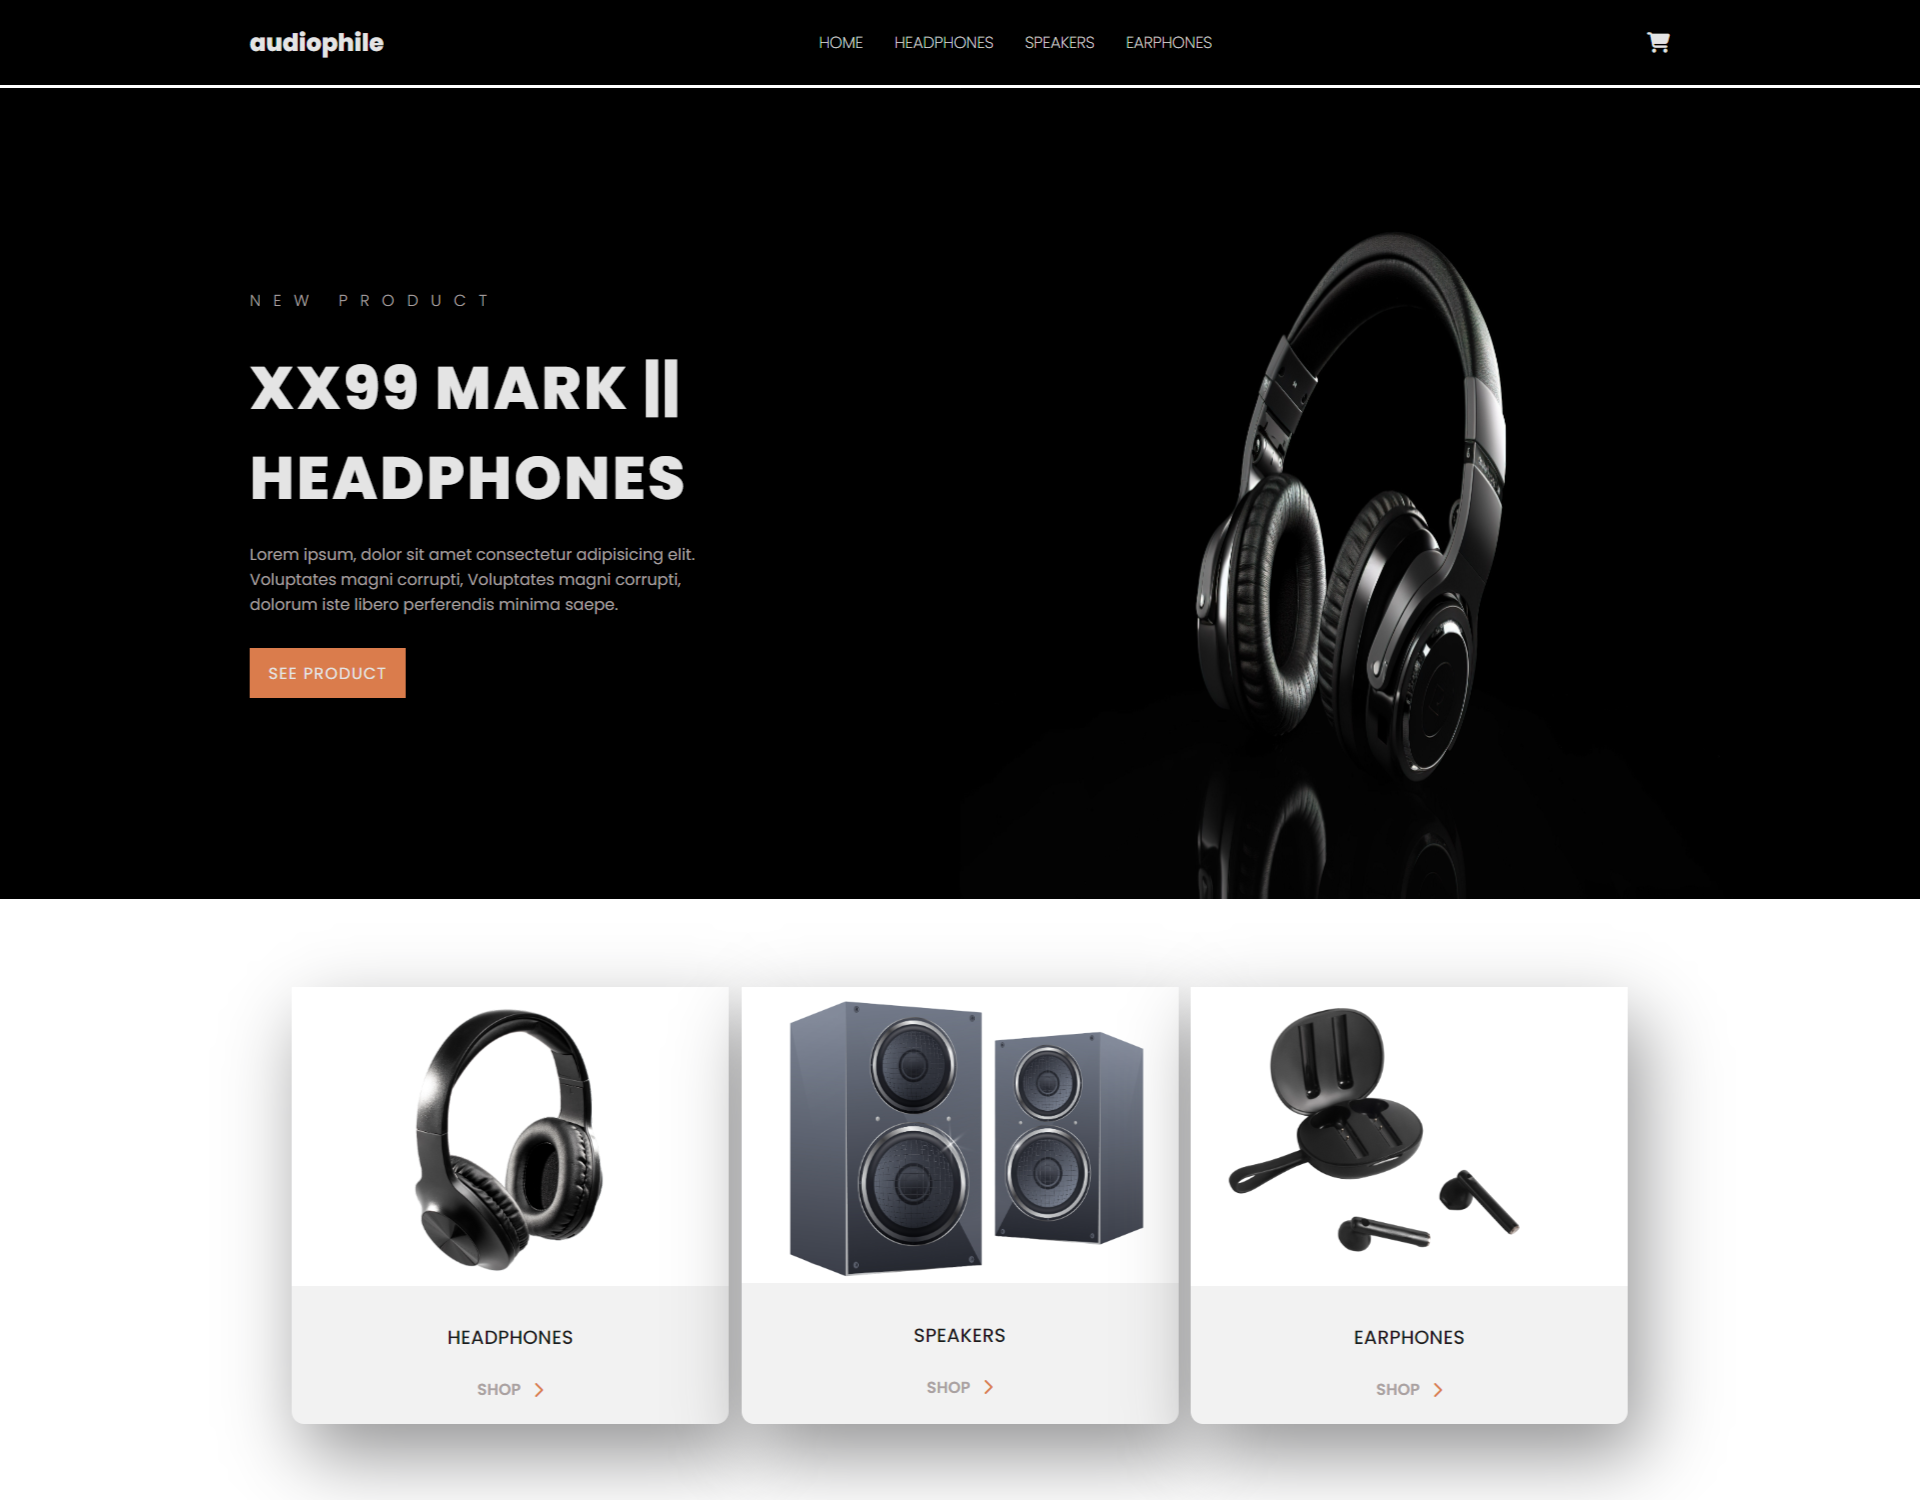 audiophile
HOME HEADPHONES SPEAKERS EARPHONES
NEW PRODUCT
XX99 MARK ||
HEADPHONES
Lorem ipsum, dolor sit amet consectetur adipisicing elit.
Voluptates magni corrupti, Voluptates magni corrupti,
dolorum iste libero perferendis minima saepe.
SEE PRODUCT
HEADPHONES
SHOP
SPEAKERS
SHOP
EARPHONES
SHOP